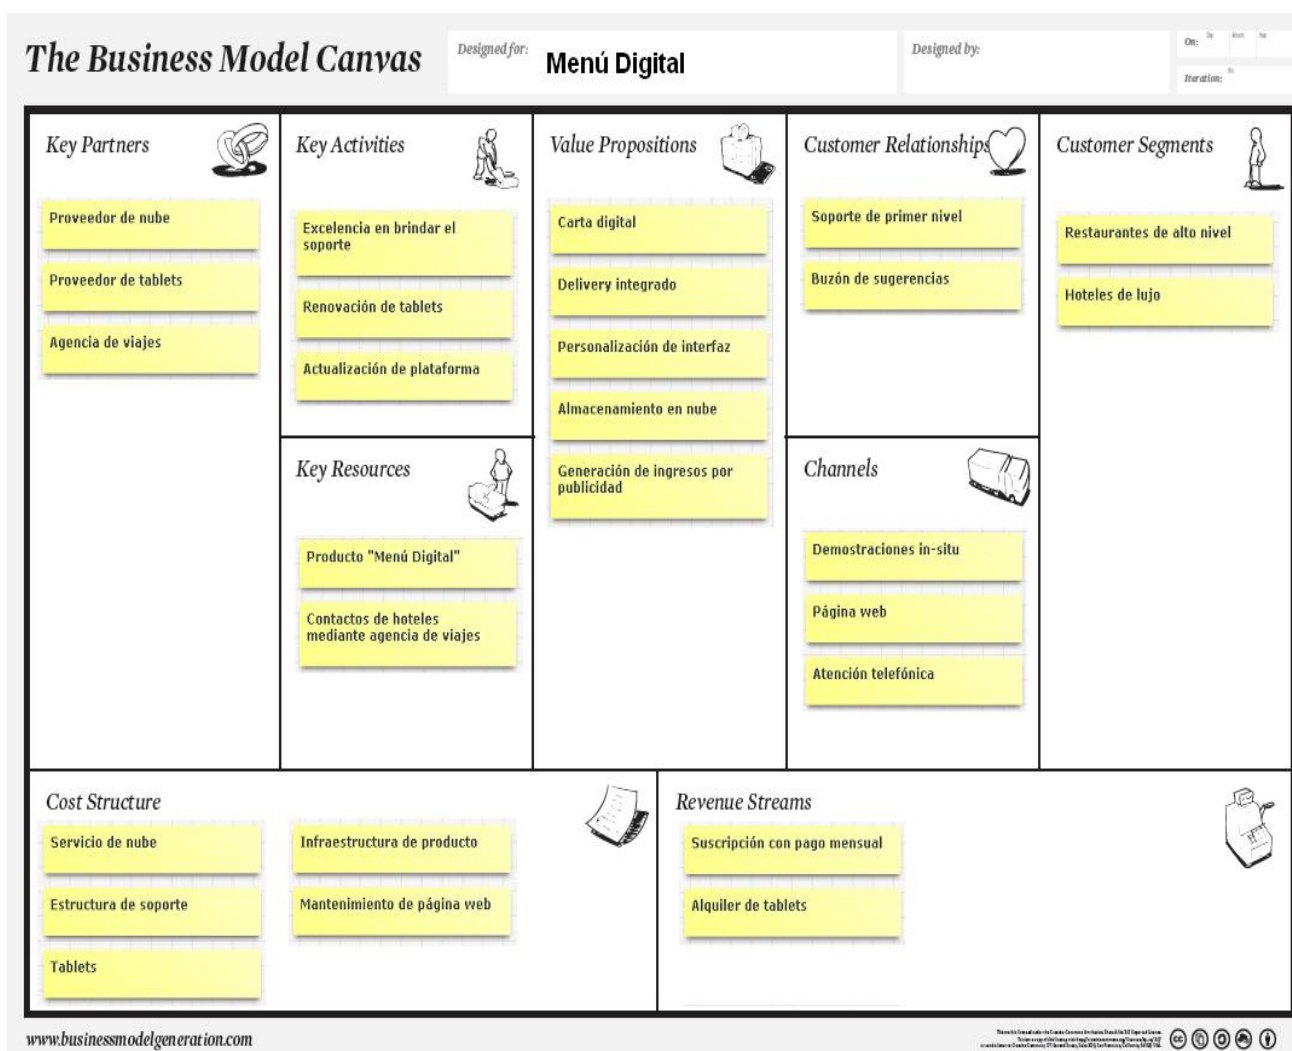 The Business Model Canvas
Designed for:
Menú Digital
Designed by:
On:
Day
Month
Year
Iteration:
No.
Key Partners
Proveedor de nube
Proveedor de tablets
Agencia de viajes
Key Activities
Excelencia en brindar el
soporte
Renovación de tablets
Actualización de plataforma
Key Resources
Producto "Menú Digital"
Contactos de hoteles
mediante agencia de viajes
Value Propositions
Carta digital
Delivery integrado
Personalización de interfaz
Almacenamiento en nube
Generación de ingresos por
publicidad
Customer Relationships
Soporte de primer nivel
Buzón de sugerencias
Channels
Demostraciones in-situ
Página web
Atención telefónica
Customer Segments
Restaurantes de alto nivel
Hoteles de lujo
Cost Structure
Servicio de nube
Estructura de soporte
Tablets
Infraestructura de producto
Mantenimiento de página web
Revenue Streams
Suscripción con pago mensual
Alquiler de tablets
www.businessmodelgeneration.com